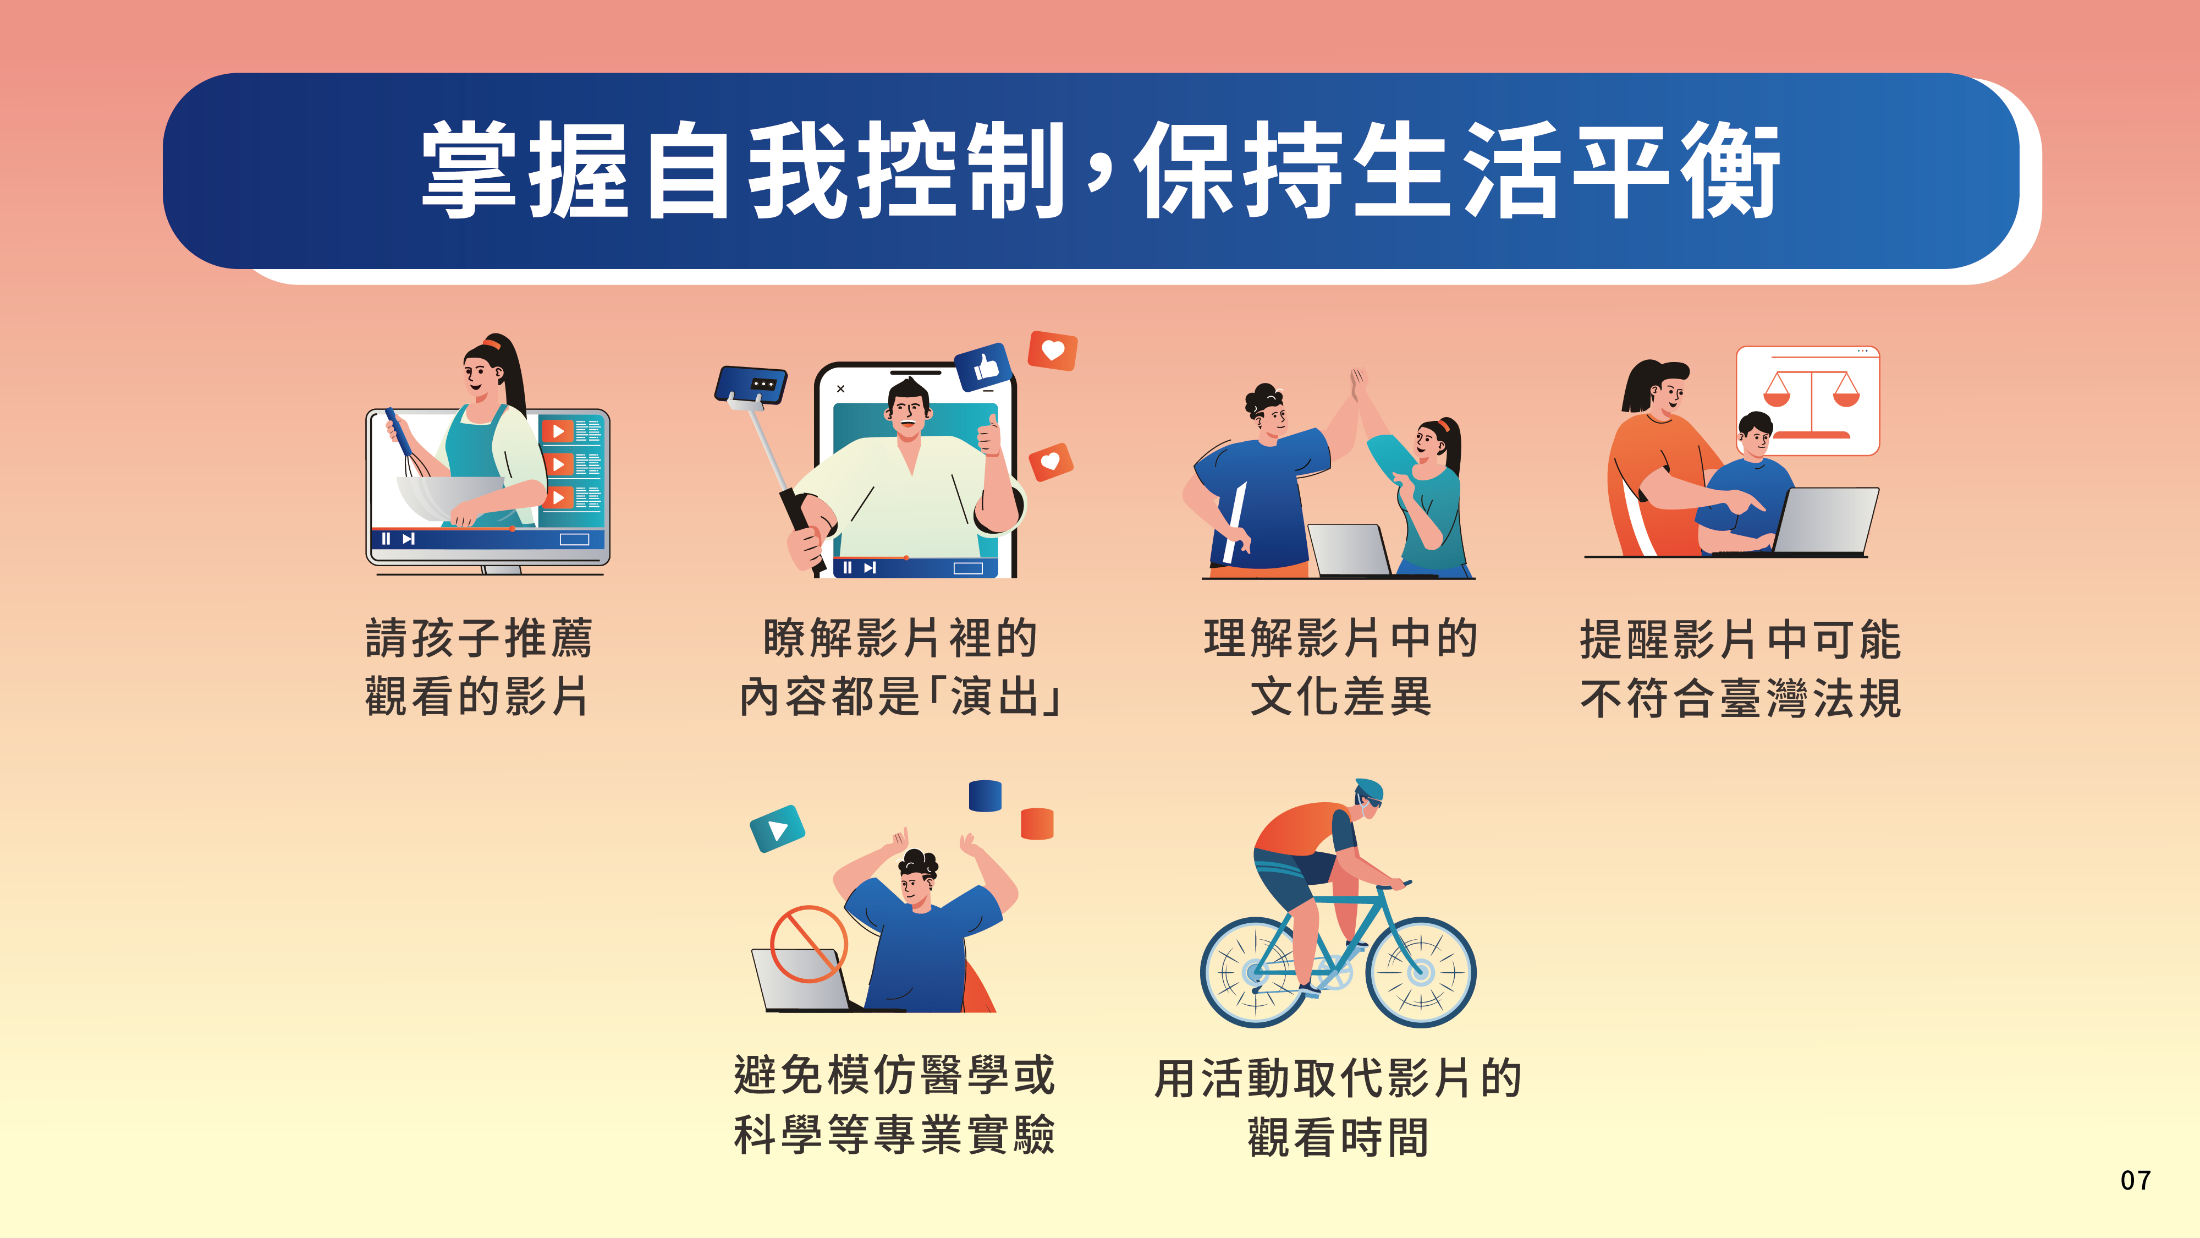 掌握自我控制，保持生活平衡
請孩子推薦
觀看的影片
瞭解影片裡的
內容都是「演出」
理解影片中的
文化差異
提醒影片中可能
不符合臺灣法規
避免模仿醫學或
科學等專業實驗
用活動取代影片的
觀看時間
07